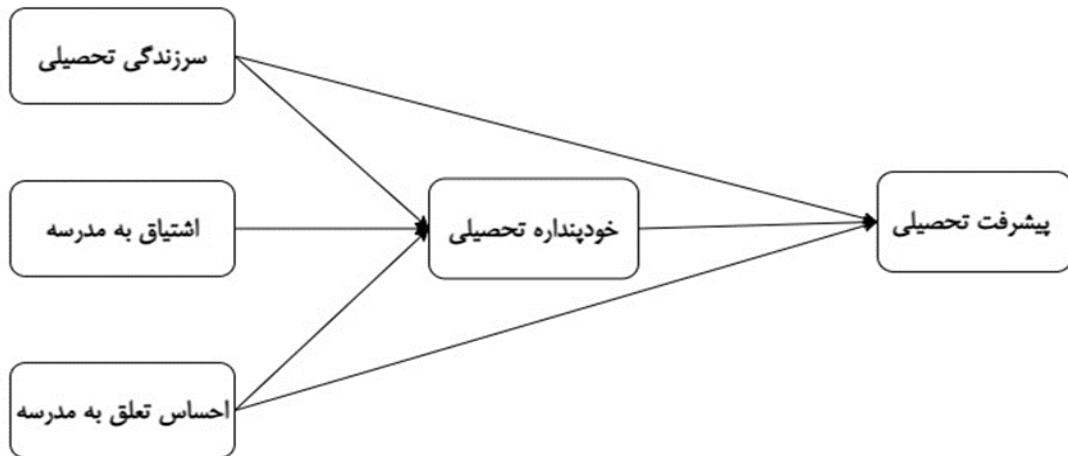 سرزندگی تحصیلی
اشتیاق به مدرسه
احساس تعلق به مدرسه
خودپنداره تحصیلی
پیشرفت تحصیلی